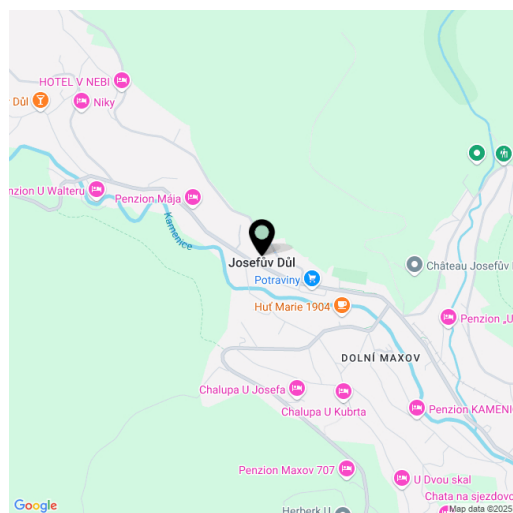 HOTEL V NEBI
Důl
Niky
nzion U Walteru
Penzion Mája
Kamenice
Josefův Důl
Potraviny
Château Josefův
Huť Marie 1904
Penzion „U
DOLNÍ MAXOV
Chalupa U Josefa
Chalupa U Kubrta
Penzion KAMENI
Penzion Maxov 707
U Dvou skal
Chata na sjezdov
Herberk U
Google
Map data ©2025